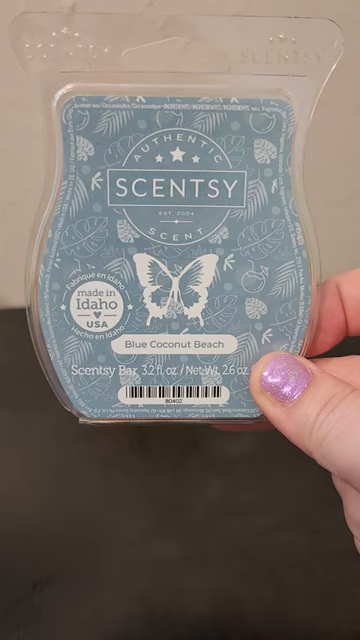 SCENTSY
AUTHENTIC
SCENTSY
EST. 2004
SCENT
Fabriqué en Idaho
made in
Idaho
USA
Hecho en Idaho
Blue Coconut Beach
Scentsy Bar 3.2 fl. oz / Net Wt. 2.6 oz
80402